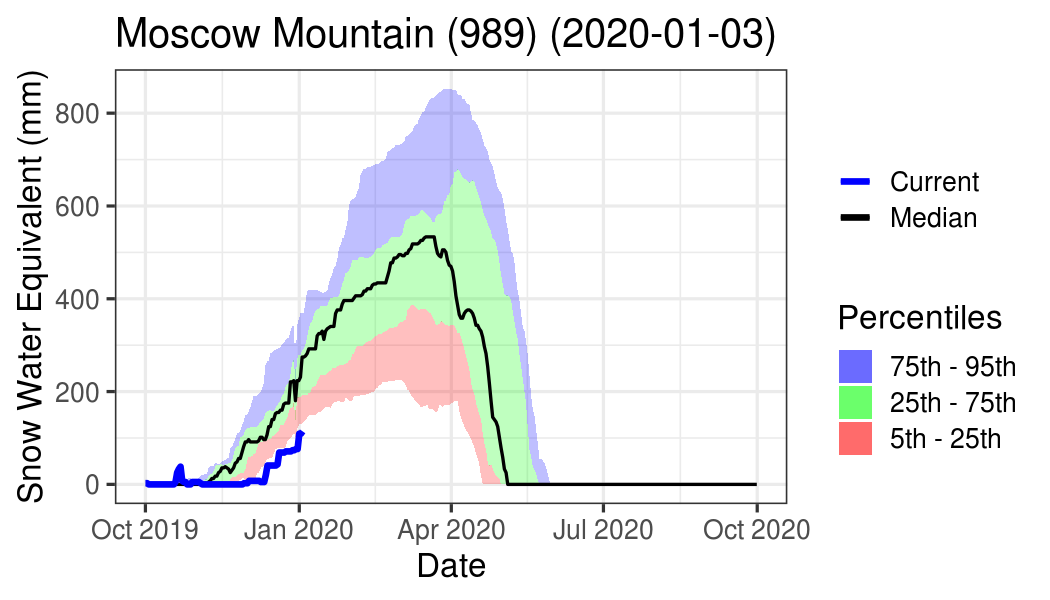 Moscow Mountain (989) (2020-01-03)
Snow Water Equivalent (mm)
800
600
400
200
0
Oct 2019
Jan 2020
Apr 2020
Jul 2020
Oct 2020
Date
Current
Median
Percentiles
75th - 95th
25th - 75th
5th - 25th